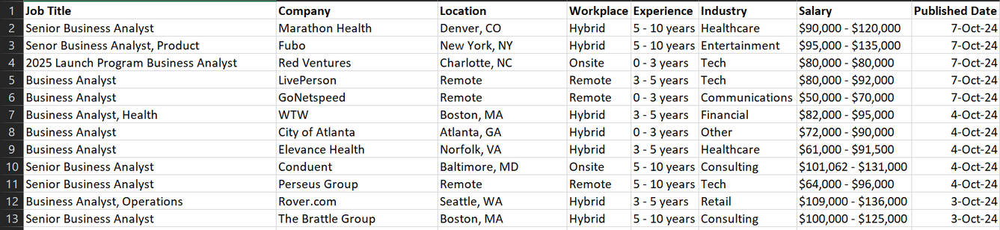 1 Job Title Company Location Workplace Experience Industry Salary Published Date
2 Senior Business Analyst Marathon Health Denver, CO Hybrid 5 - 10 years Healthcare $90,000 - $120,000 7-Oct-24
3 Senor Business Analyst, Product Fubo New York, NY Hybrid 5 - 10 years Entertainment $95,000 - $135,000 7-Oct-24
4 2025 Launch Program Business Analyst Red Ventures Charlotte, NC Onsite 0 - 3 years Tech $80,000 - $80,000 7-Oct-24
5 Business Analyst LivePerson Remote Remote 3 - 5 years Tech $80,000 - $92,000 7-Oct-24
6 Business Analyst GoNetspeed Remote Remote 0 - 3 years Communications $50,000 - $70,000 7-Oct-24
7 Business Analyst, Health WTW Boston, MA Hybrid 3 - 5 years Financial $82,000 - $95,000 4-Oct-24
8 Business Analyst City of Atlanta Atlanta, GA Hybrid 0 - 3 years Other $72,000 - $90,000 4-Oct-24
9 Business Analyst Elevance Health Norfolk, VA Hybrid 3 - 5 years Healthcare $61,000 - $91,500 4-Oct-24
10 Senior Business Analyst Conduent Baltimore, MD Onsite 5 - 10 years Consulting $101,062 - $131,000 4-Oct-24
11 Senior Business Analyst Perseus Group Remote Remote 5 - 10 years Tech $64,000 - $96,000 4-Oct-24
12 Business Analyst, Operations Rover.com Seattle, WA Hybrid 3 - 5 years Retail $109,000 - $136,000 3-Oct-24
13 Senior Business Analyst The Brattle Group Boston, MA Hybrid 5 - 10 years Consulting $100,000 - $125,000 3-Oct-24